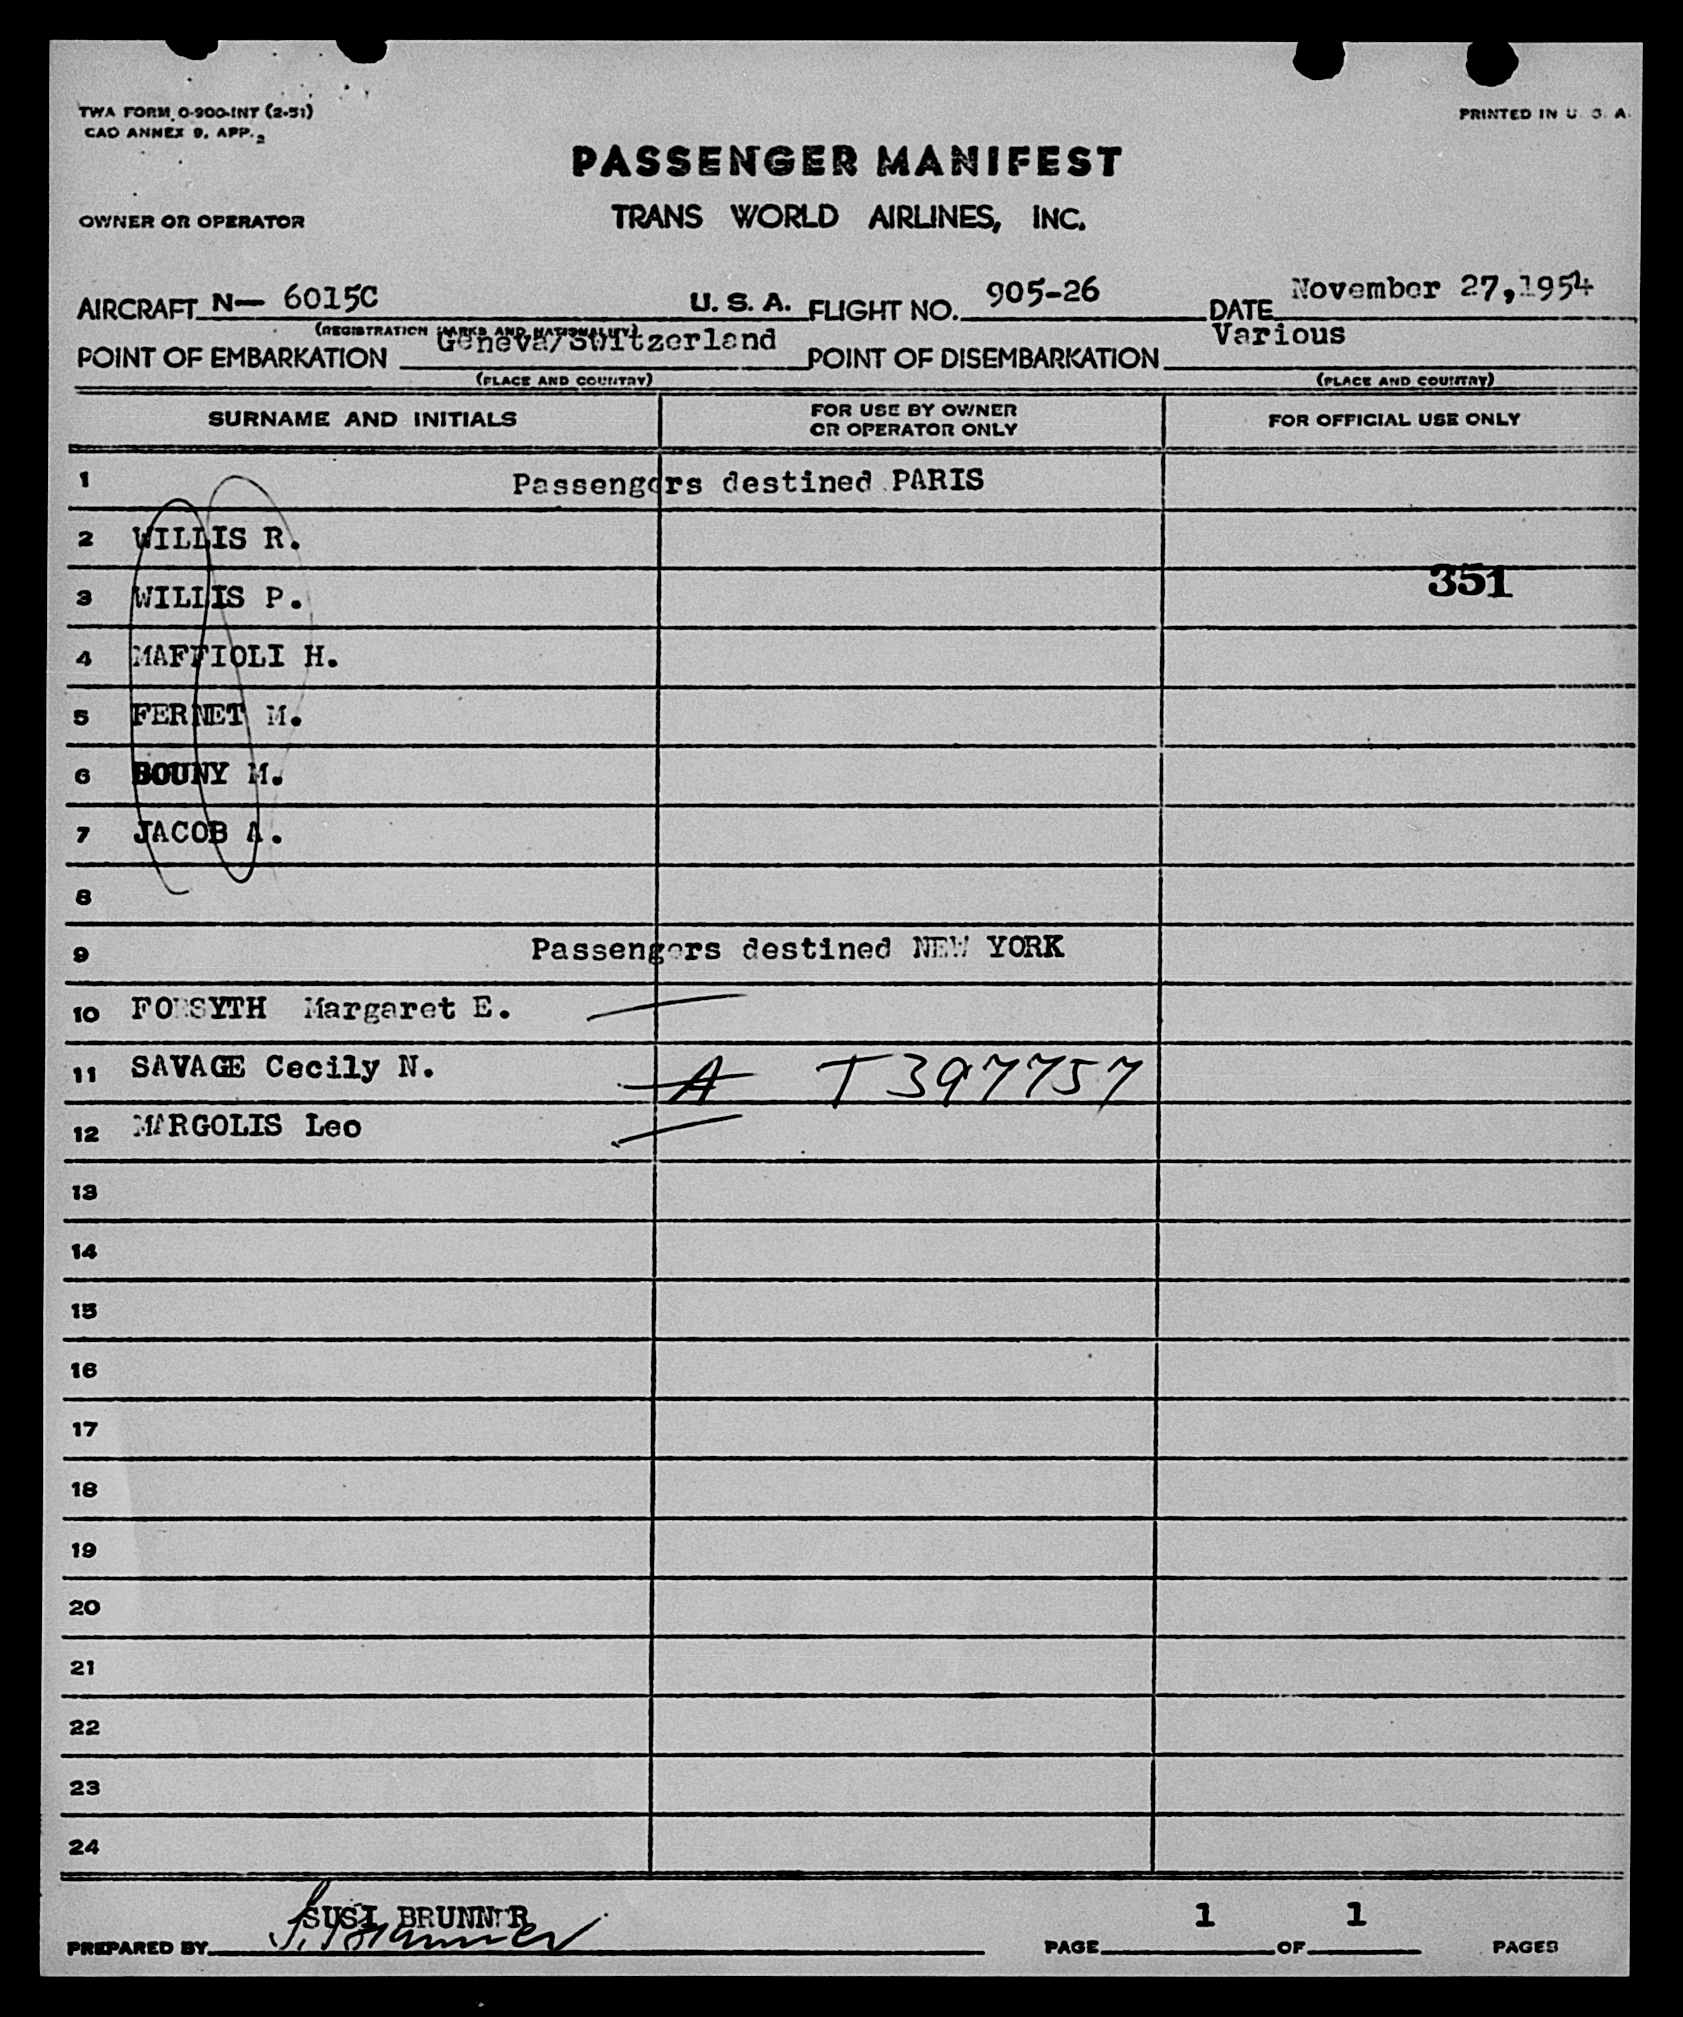 TWA FORM O-900-INT (2-51)
CAO ANNEX 9, APP. 2
PRINTED IN U. S. A.
PASSENGER MANIFEST
OWNER OR OPERATOR
TRANS WORLD AIRLINES, INC.
AIRCRAFT N— 6015C U. S. A. FLIGHT NO. 905-26 DATE November 27, 1954
(REGISTRATION MARKS AND NATIONALITY)
POINT OF EMBARKATION Geneva/Switzerland POINT OF DISEMBARKATION Various
(PLACE AND COUNTRY) (PLACE AND COUNTRY)
SURNAME AND INITIALS FOR USE BY OWNER OR OPERATOR ONLY FOR OFFICIAL USE ONLY
1 Passengers destined PARIS
2 WILLIS R.
351
3 WILLIS P.
4 MAFFIOLI H.
5 FERNET M.
6 BOUNY M.
7 JACOB A.
8
9 Passengers destined NEW YORK
10 FORSYTH Margaret E.
11 SAVAGE Cecily N. A T397757
12 MARGOLIS Leo
13
14
15
16
17
18
19
20
21
22
23
24
SUSI BRUNNER
S. Brunner
PREPARED BY PAGE 1 OF 1 PAGES